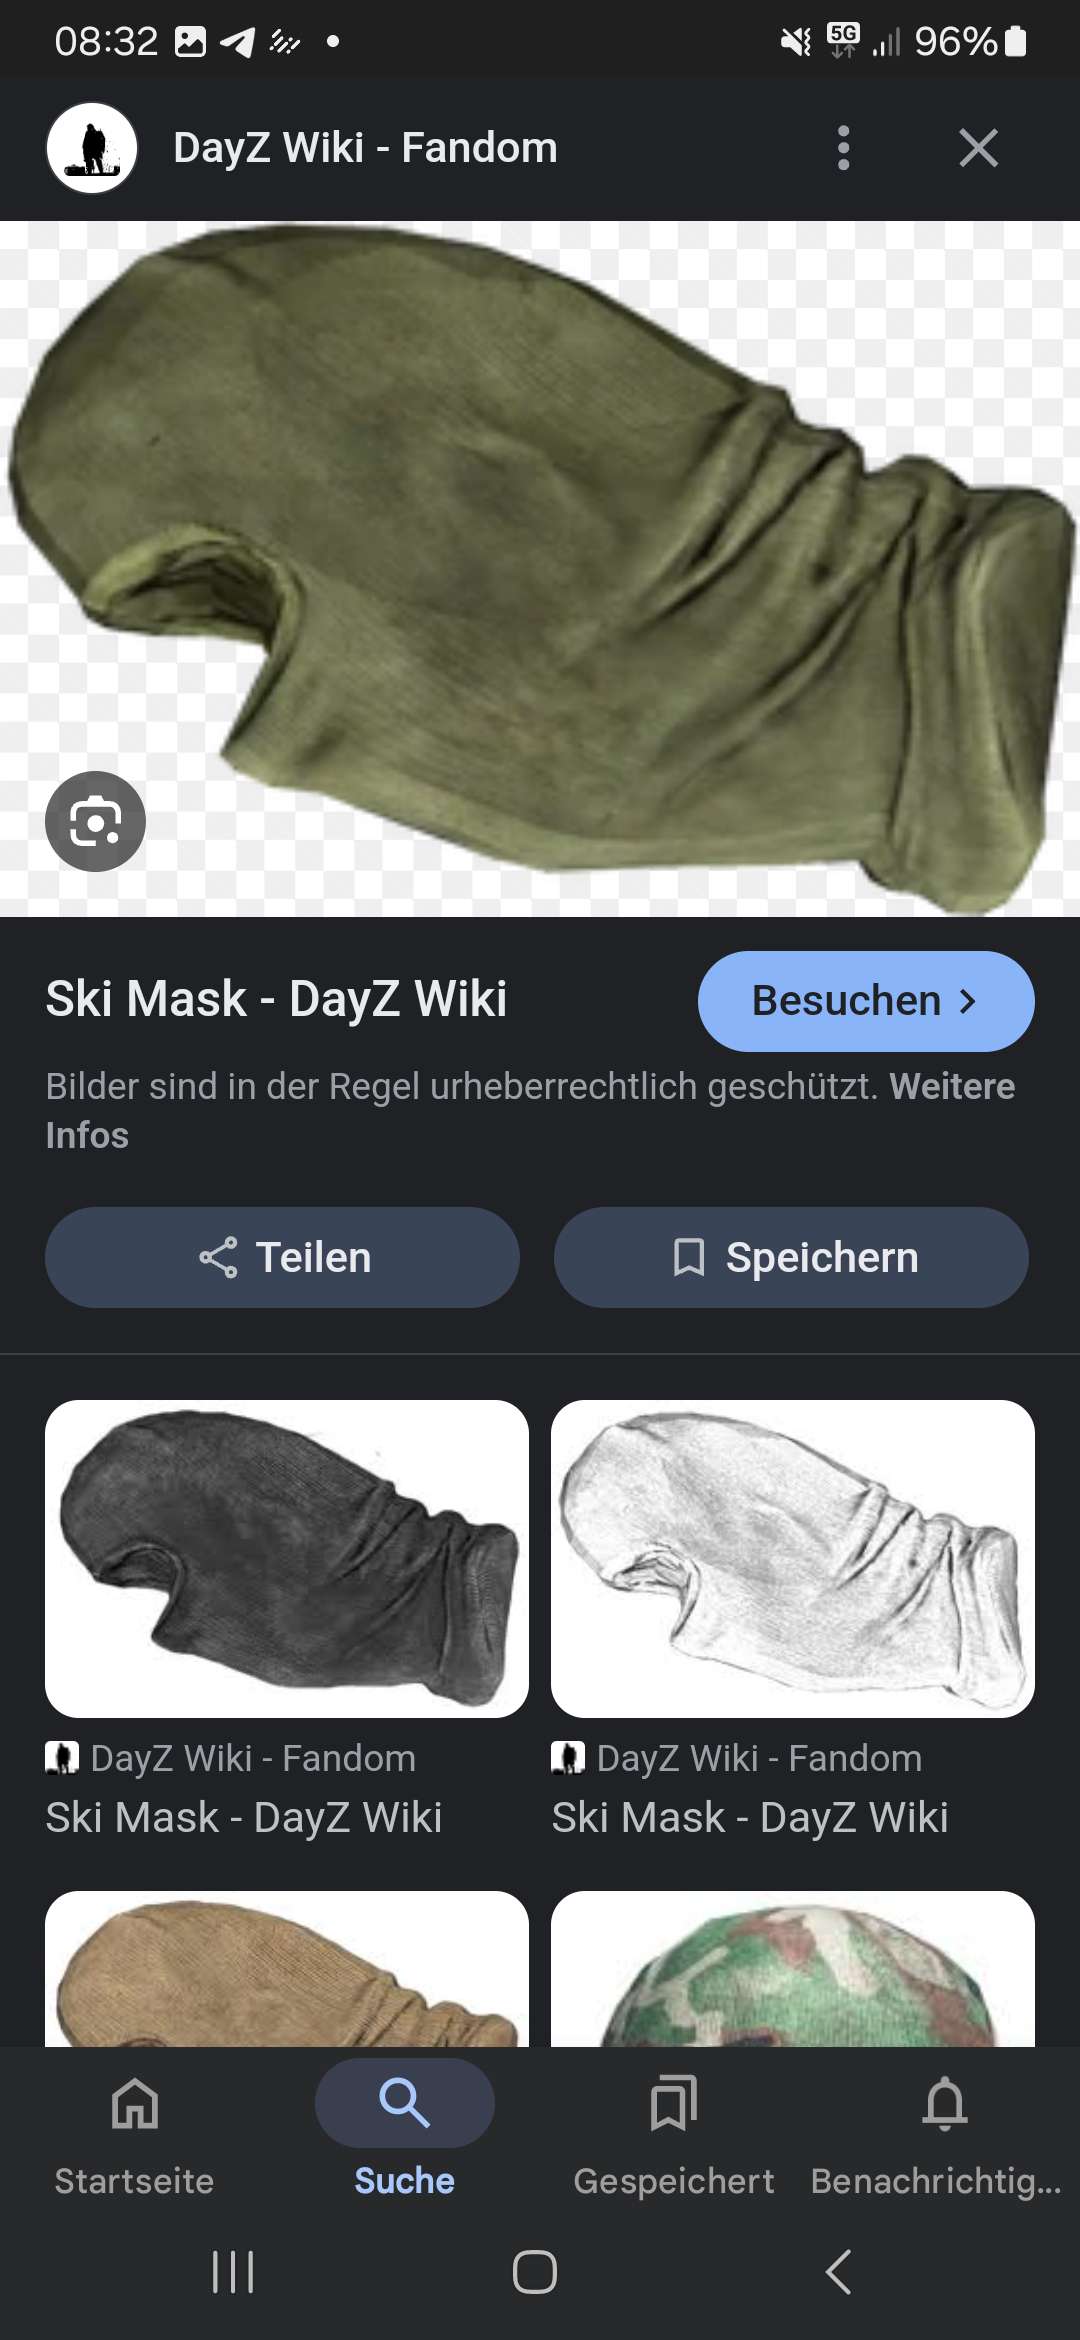 08:32
5G
96%
DayZ Wiki - Fandom
Ski Mask - DayZ Wiki
Besuchen
Bilder sind in der Regel urheberrechtlich geschützt. Weitere
Infos
Teilen
Speichern
DayZ Wiki - Fandom
Ski Mask - DayZ Wiki
DayZ Wiki - Fandom
Ski Mask - DayZ Wiki
Startseite
Suche
Gespeichert
Benachrichtig...